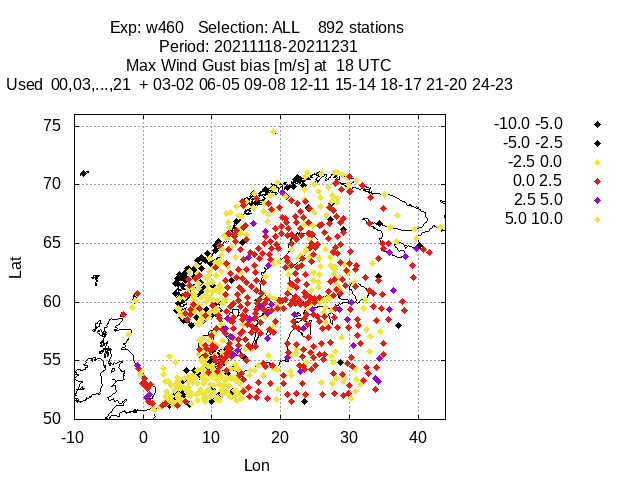 Exp: w460 Selection: ALL 892 stations
Period: 20211118-20211231
Max Wind Gust bias [m/s] at 18 UTC
Used 00,03,...,21 + 03-02 06-05 09-08 12-11 15-14 18-17 21-20 24-23
-10.0 -5.0
-5.0 -2.5
-2.5 0.0
0.0 2.5
2.5 5.0
5.0 10.0
75
70
65
60
55
50
Lat
-10 0 10 20 30 40
Lon